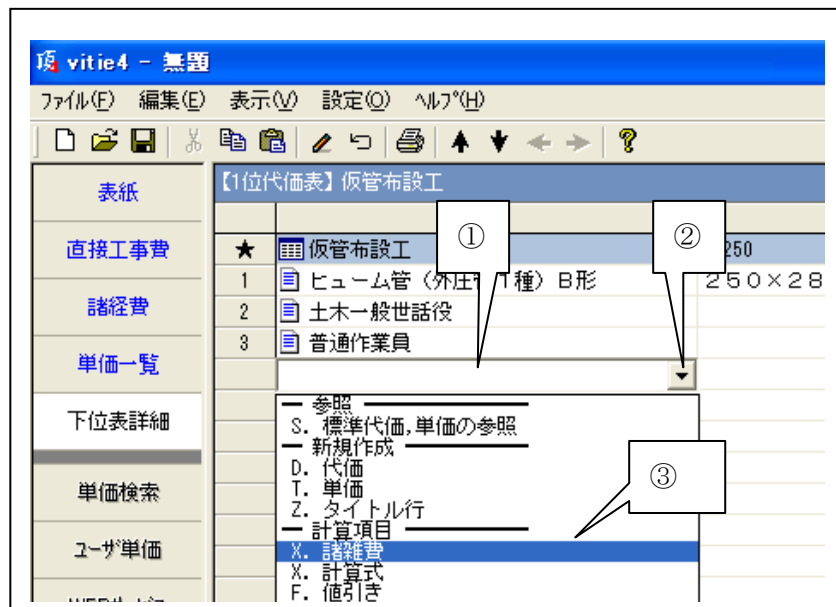 頂 vitie4 - 無題
ファイル(F) 編集(E) 表示(V) 設定(O) ヘルプ(H)
表紙
直接工事費
諸経費
単価一覧
下位表詳細
単価検索
ユーザ単価
【1位代価表】仮管布設工
★ 仮管布設工 250
1 ヒューム管（外圧管1種）B形 250×28
2 土木一般世話役
3 普通作業員
① ②
― 参照 ―
S. 標準代価,単価の参照
― 新規作成 ―
D. 代価
T. 単価
Z. タイトル行
― 計算項目 ―
X. 諸雑費
X. 計算式
F. 値引き
③